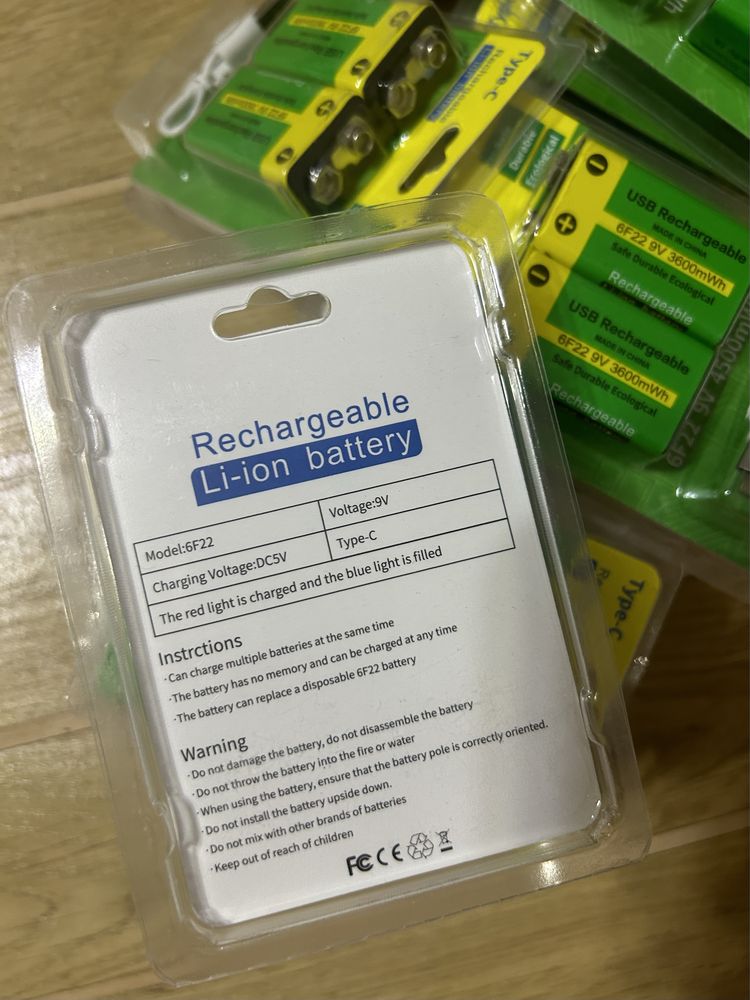 Type-C
Rechargeable
Durable
Ecological
USB Rechargeable
MADE IN CHINA
6F22 9V 3600mWh
Safe Durable Ecological
Rechargeable
Li-ion battery
USB Rechargeable
MADE IN CHINA
6F22 9V 3600mWh
Safe Durable Ecological
Rechargeable
6F22 9V 4500m
Type-C
Rechargeable
Li-ion battery
Model:6F22
Voltage:9V
Charging Voltage:DC5V
Type-C
The red light is charged and the blue light is filled
Instrctions
·Can charge multiple batteries at the same time
·The battery has no memory and can be charged at any time
·The battery can replace a disposable 6F22 battery
Warning
·Do not damage the battery, do not disassemble the battery
·Do not throw the battery into the fire or water
·When using the battery, ensure that the battery pole is correctly oriented.
·Do not install the battery upside down.
·Do not mix with other brands of batteries
·Keep out of reach of children
FC CE